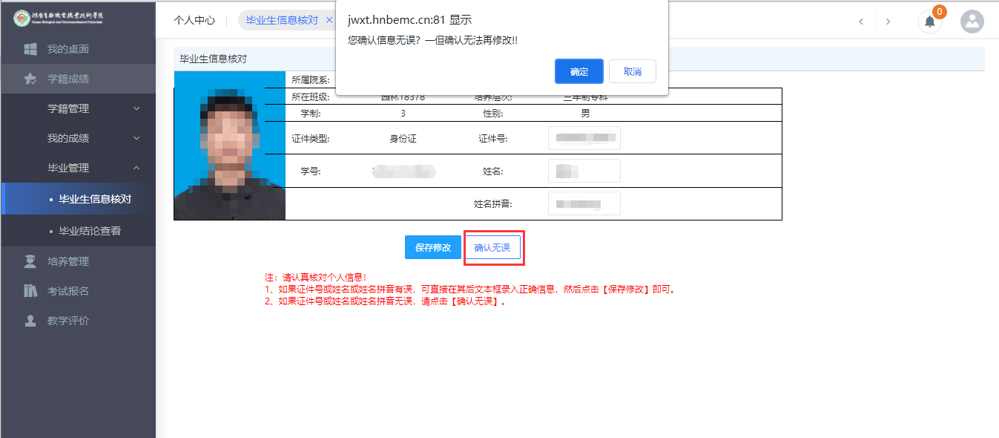 湖南生物机电职业技术学院
Hunan Biological And Electromechanical Polytechnic
个人中心
毕业生信息核对 ×
jwxt.hnbemc.cn:81 显示
您确认信息无误？一但确认无法再修改!!
确定
取消
0
我的桌面
学籍成绩
学籍管理
我的成绩
毕业管理
• 毕业生信息核对
• 毕业结论查看
培养管理
考试报名
教学评价
毕业生信息核对
所属院系:
所在班级: 园林18378 培养层次: 三年制专科
学制: 3 性别: 男
证件类型: 身份证 证件号:
学号: 姓名:
姓名拼音:
保存修改
确认无误
注：请认真核对个人信息！
1、如果证件号或姓名或姓名拼音有误，可直接在其后文本框录入正确信息，然后点击【保存修改】即可。
2、如果证件号或姓名或姓名拼音无误，请点击【确认无误】。